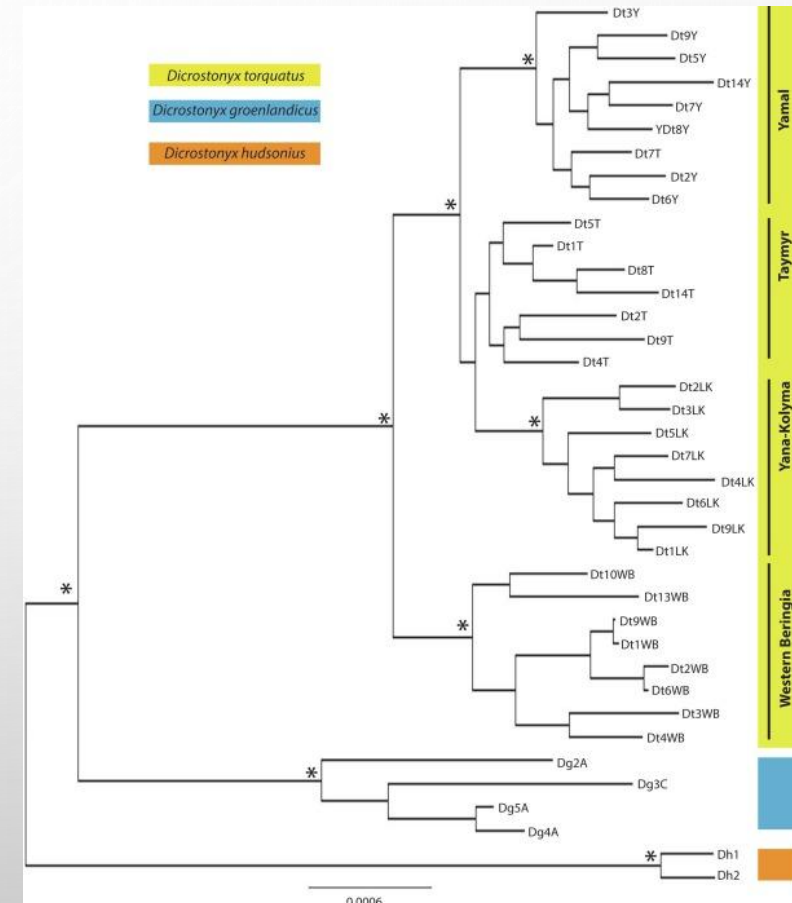 Dicrostonyx torquatus
Dicrostonyx groenlandicus
Dicrostonyx hudsonius
Dt3Y
Dt9Y
Dt5Y
Dt14Y
Dt7Y
YDt8Y
Dt7T
Dt2Y
Dt6Y
Dt5T
Dt1T
Dt8T
Dt14T
Dt2T
Dt9T
Dt4T
Dt2LK
Dt3LK
Dt5LK
Dt7LK
Dt4LK
Dt6LK
Dt9LK
Dt1LK
Dt10WB
Dt13WB
Dt9WB
Dt1WB
Dt2WB
Dt6WB
Dt3WB
Dt4WB
Dg2A
Dg3C
Dg5A
Dg4A
Dh1
Dh2
Yamal
Taymyr
Yana-Kolyma
Western Beringia
* 
*
*
*
*
*
*
*
0.0006